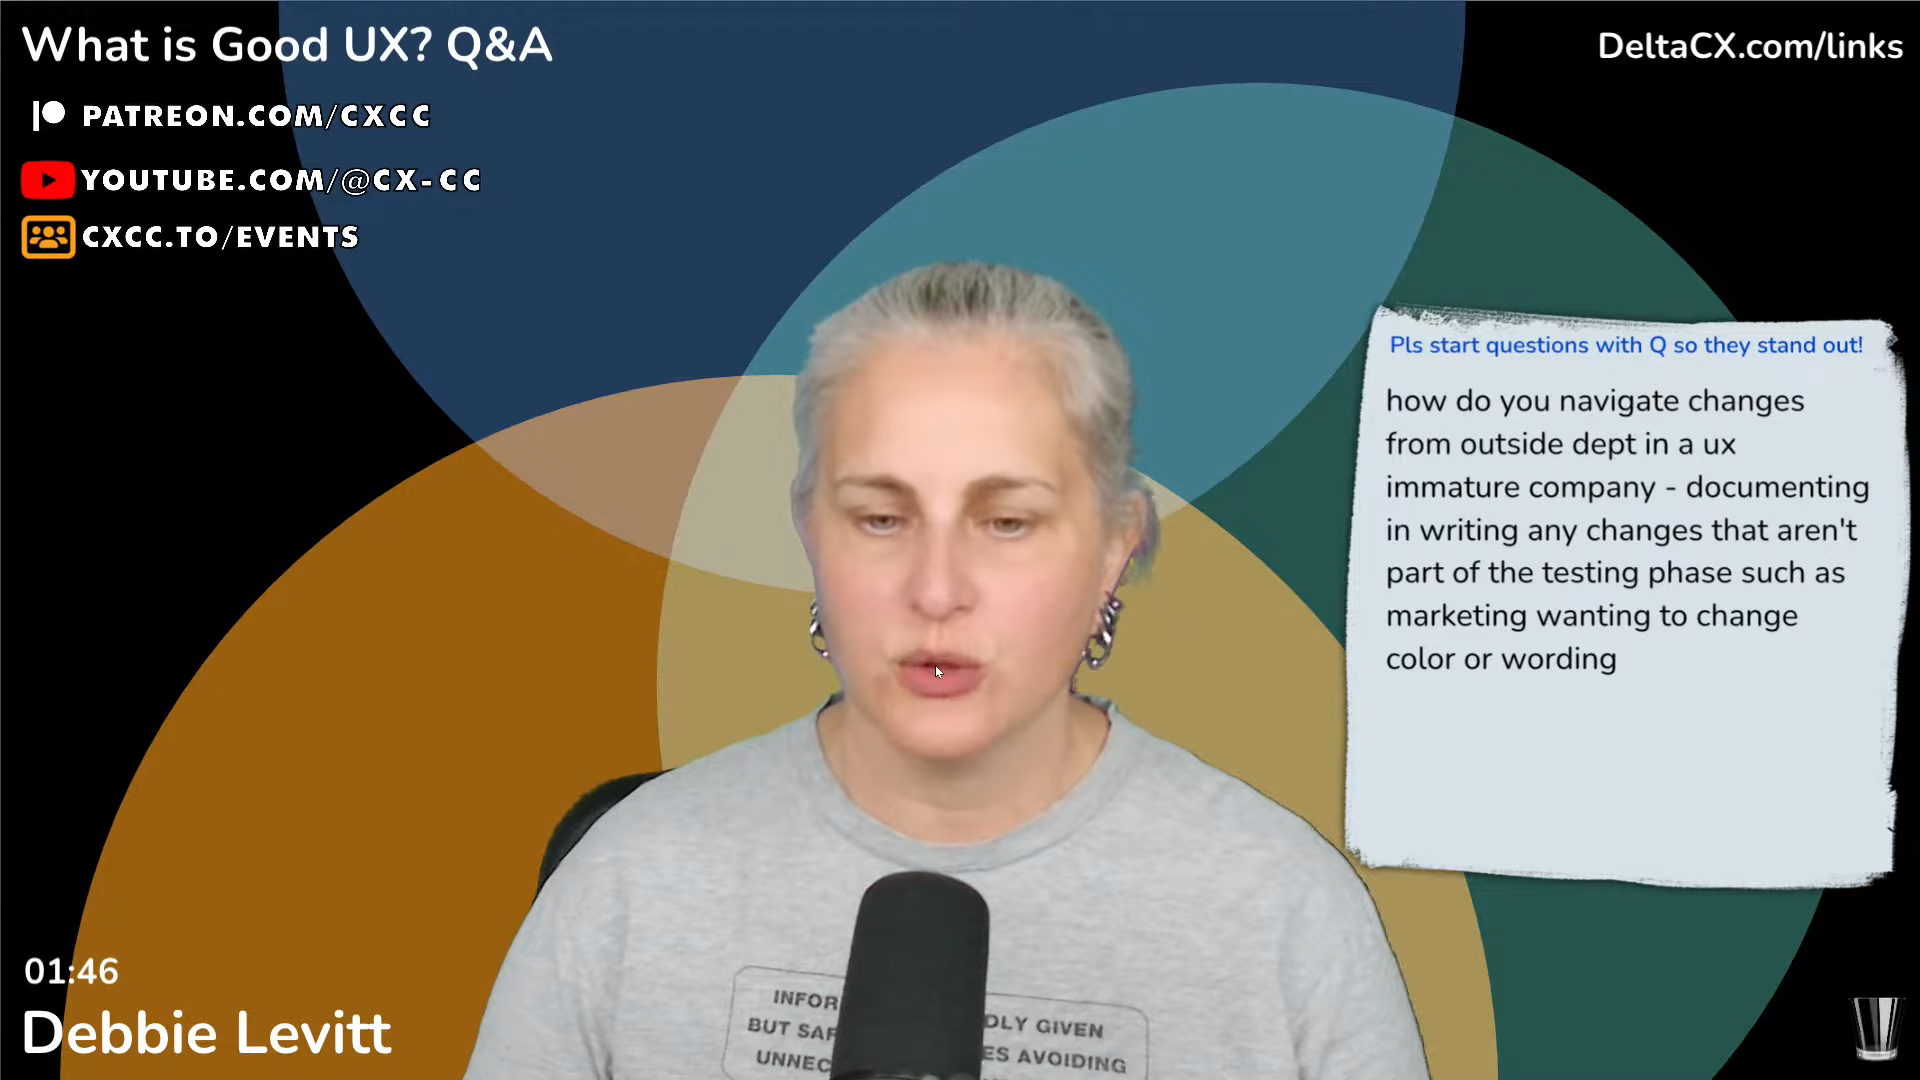 What is Good UX? Q&A
DeltaCX.com/links
PATREON.COM/CXCC
YOUTUBE.COM/@CX-CC
CXCC.TO/EVENTS
Pls start questions with Q so they stand out!
how do you navigate changes
from outside dept in a ux
immature company - documenting
in writing any changes that aren't
part of the testing phase such as
marketing wanting to change
color or wording
01:46
Debbie Levitt
GIVEN
BUT
AVOIDING